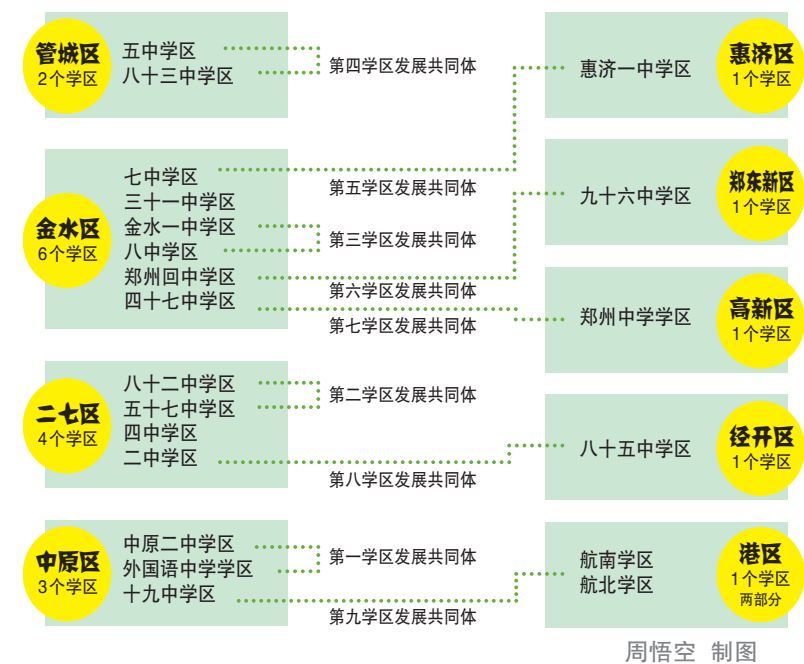 管城区
2个学区
五中学区
八十三中学区
第四学区发展共同体
惠济一中学区
惠济区
1个学区
金水区
6个学区
七中学区
三十一中学区
金水一中学区
八中学区
郑州回中学区
四十七中学区
第五学区发展共同体
第三学区发展共同体
第六学区发展共同体
第七学区发展共同体
九十六中学区
郑东新区
1个学区
郑州中学学区
高新区
1个学区
二七区
4个学区
八十二中学区
五十七中学区
四中学区
二中学区
第二学区发展共同体
第八学区发展共同体
八十五中学区
经开区
1个学区
中原区
3个学区
中原二中学区
外国语中学学区
十九中学区
第一学区发展共同体
第九学区发展共同体
航南学区
航北学区
港区
1个学区
两部分
周悟空 制图